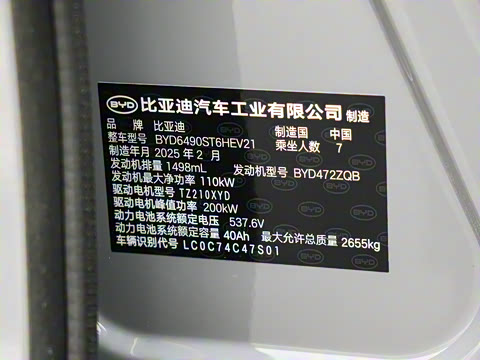 BYD 比亚迪汽车工业有限公司 制造
品 牌 比亚迪 制造国 中国
整车型号 BYD6490ST6HEV21 乘坐人数 7
制造年月 2025 年 2 月
发动机排量 1498mL 发动机型号 BYD472ZQB
发动机最大净功率 110kW
驱动电机型号 TZ210XYD
驱动电机峰值功率 200kW
动力电池系统额定电压 537.6V
动力电池系统额定容量 40Ah 最大允许总质量 2655kg
车辆识别代号 LC0C74C47S01